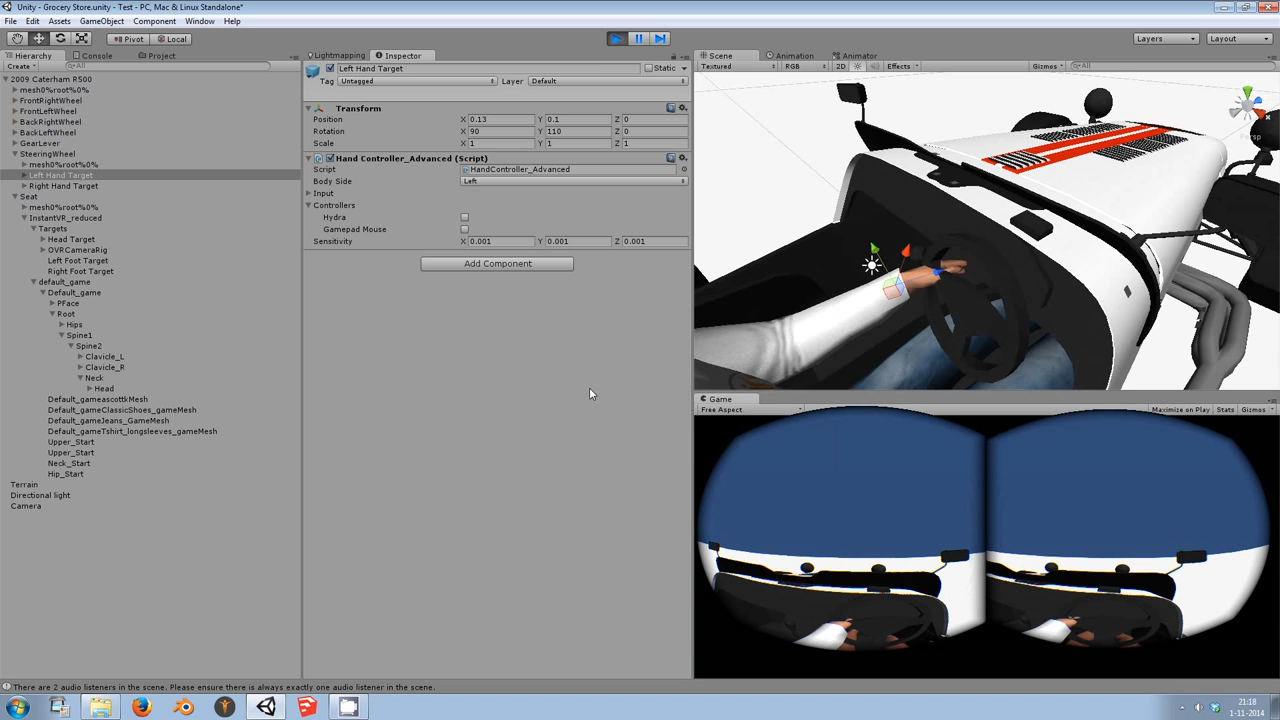 Unity - Grocery Store.unity - Test - PC, Mac & Linux Standalone*
File Edit Assets GameObject Component Window Help
Pivot Local Layers Layout
Hierarchy Console Project
Create All
2009 Caterham R500
mesh0%root%0%
FrontRightWheel
FrontLeftWheel
BackRightWheel
BackLeftWheel
GearLever
SteeringWheel
mesh0%root%0%
Left Hand Target
Right Hand Target
Seat
mesh0%root%0%
InstantVR_reduced
Targets
Head Target
OVRCameraRig
Left Foot Target
Right Foot Target
default_game
Default_game
PFace
Root
Hips
Spine1
Spine2
Clavicle_L
Clavicle_R
Neck
Head
Default_gameascottkMesh
Default_gameClassicShoes_gameMesh
Default_gameJeans_GameMesh
Default_gameTshirt_longsleeves_gameMesh
Upper_Start
Upper_Start
Neck_Start
Hip_Start
Terrain
Directional light
Camera
Lightmapping Inspector
Left Hand Target Static
Tag Untagged Layer Default
Transform
Position X 0.13 Y 0.1 Z 0
Rotation X 90 Y 110 Z 0
Scale X 1 Y 1 Z 1
Hand Controller_Advanced (Script)
Script HandController_Advanced
Body Side Left
Input
Controllers
Hydra
Gamepad Mouse
Sensitivity X 0.001 Y 0.001 Z 0.001
Add Component
Scene Animation Animator
Textured RGB 2D Effects Gizmos All
Persp
Game
Free Aspect Maximize on Play Stats Gizmos
There are 2 audio listeners in the scene. Please ensure there is always exactly one audio listener in the scene.
21:18
1-11-2014